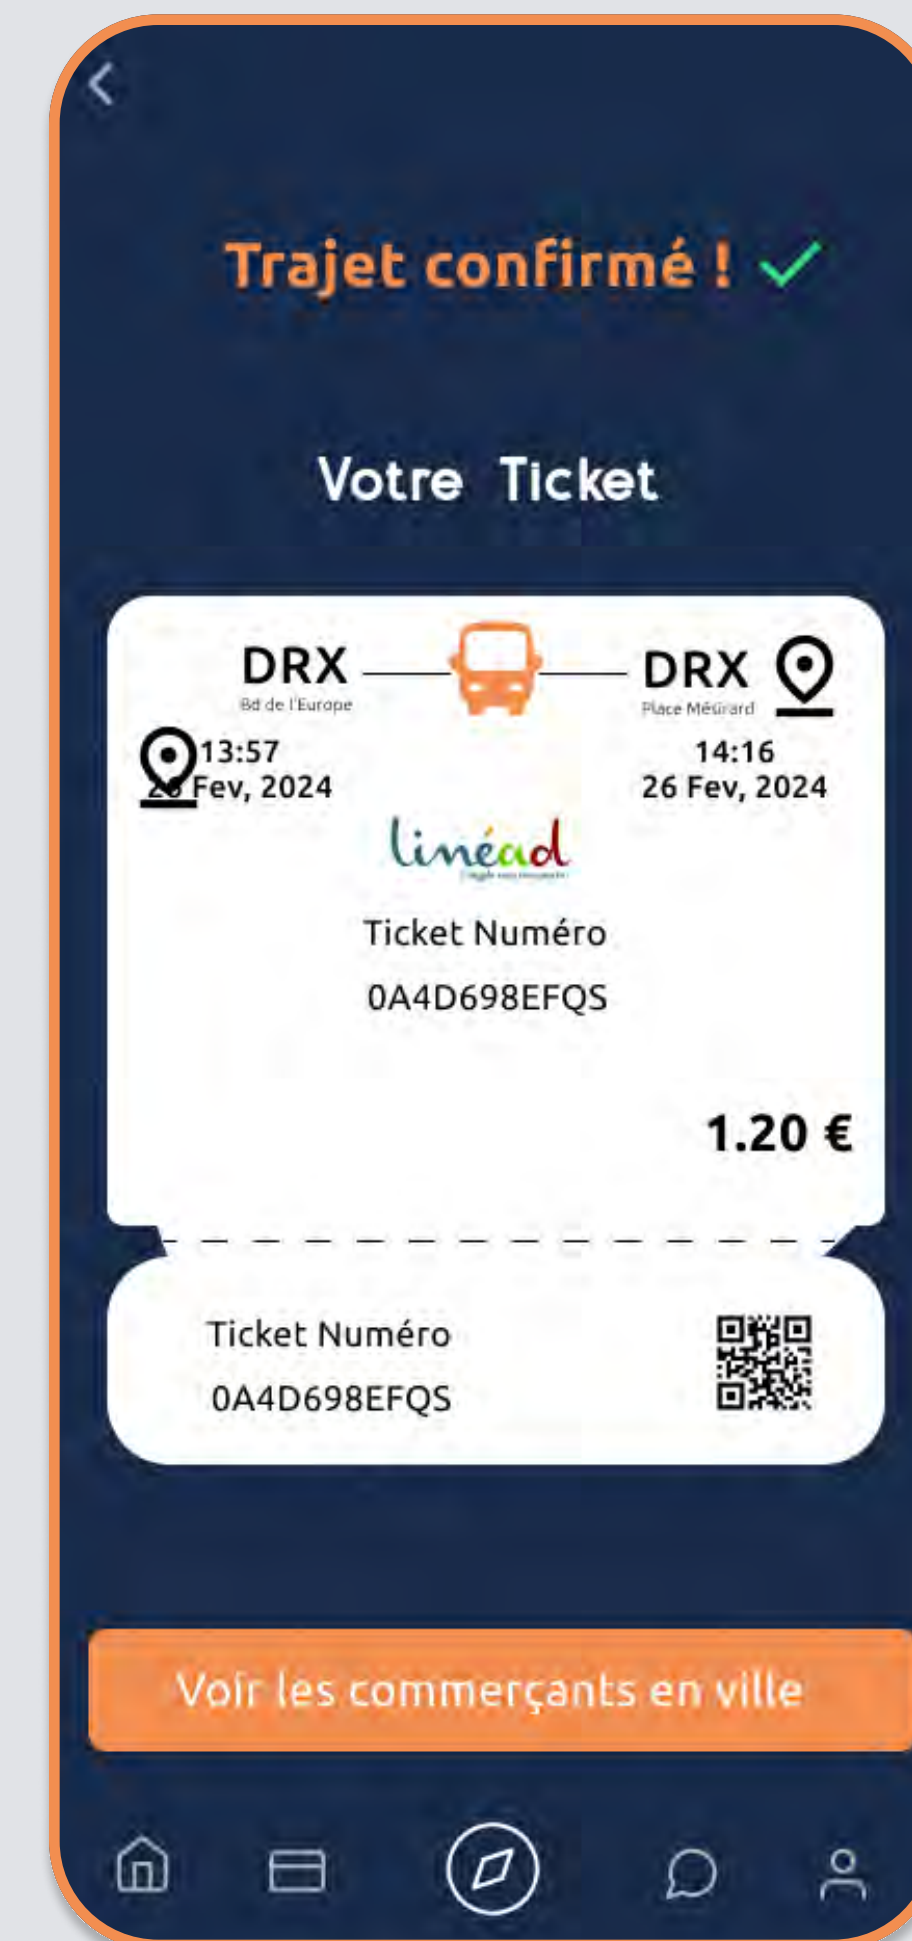 Trajet confirmé !
Votre Ticket
DRX
Bd de l'Europe
13:57
Fev, 2024
DRX
Place Mésirard
14:16
26 Fev, 2024
linéad
Ticket Numéro
0A4D698EFQS
1.20 €
Ticket Numéro
0A4D698EFQS
Voir les commerçants en ville